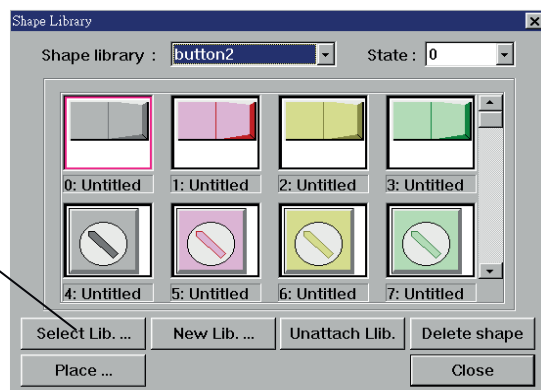 Shape Library
Shape library : button2 State : 0
0: Untitled 1: Untitled 2: Untitled 3: Untitled
4: Untitled 5: Untitled 6: Untitled 7: Untitled
Select Lib. ... New Lib. ... Unattach Llib. Delete shape
Place ... Close